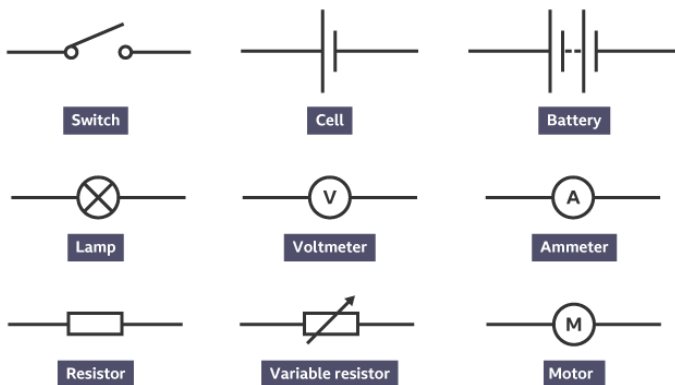 Switch
Cell
Battery
V
A
Lamp
Voltmeter
Ammeter
M
Resistor
Variable resistor
Motor